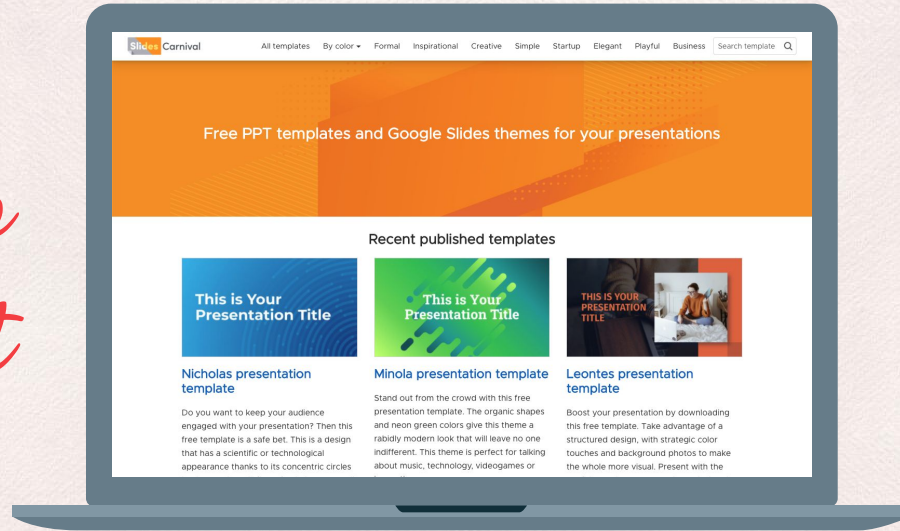 Slides Carnival
All templates By color Formal Inspirational Creative Simple Startup Elegant Playful Business Search template
Free PPT templates and Google Slides themes for your presentations
Recent published templates
This is Your
Presentation Title
Nicholas presentation
template
Do you want to keep your audience
engaged with your presentation? Then this
free template is a safe bet. This is a design
that has a scientific or technological
appearance thanks to its concentric circles
This is Your
Presentation Title
Minola presentation template
Stand out from the crowd with this free
presentation template. The organic shapes
and neon green colors give this theme a
rabidly modern look that will leave no one
indifferent. This theme is perfect for talking
about music, technology, videogames or
THIS IS YOUR
PRESENTATION
TITLE
Leontes presentation
template
Boost your presentation by downloading
this free template. Take advantage of a
structured design, with strategic color
touches and background photos to make
the whole more visual. Present with the